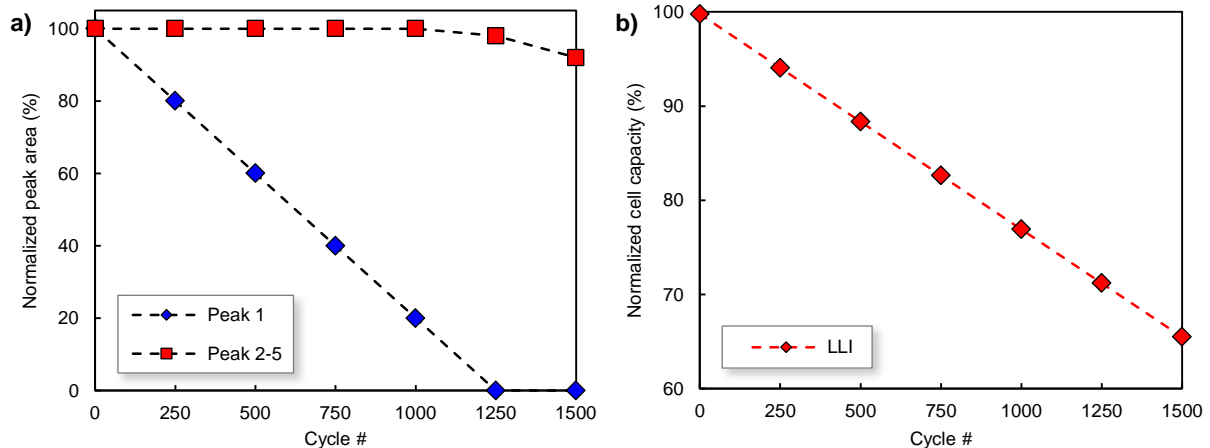 a)
Normalized peak area (%)
100
80
60
40
20
0
Peak 1
Peak 2-5
0 250 500 750 1000 1250 1500
Cycle #
b)
Normalized cell capacity (%)
100
90
80
70
60
LLI
0 250 500 750 1000 1250 1500
Cycle #